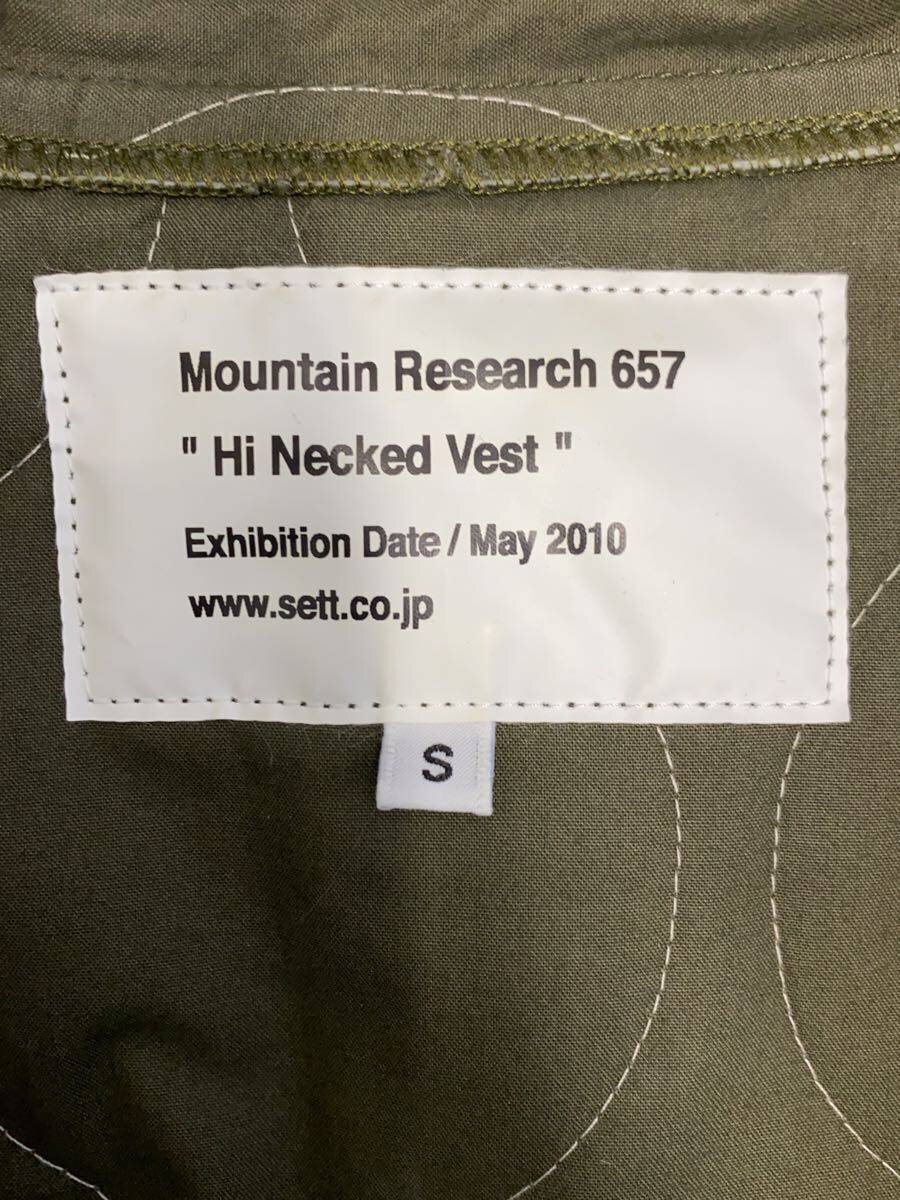 Mountain Research 657
" Hi Necked Vest "
Exhibition Date / May 2010
www.sett.co.jp
S